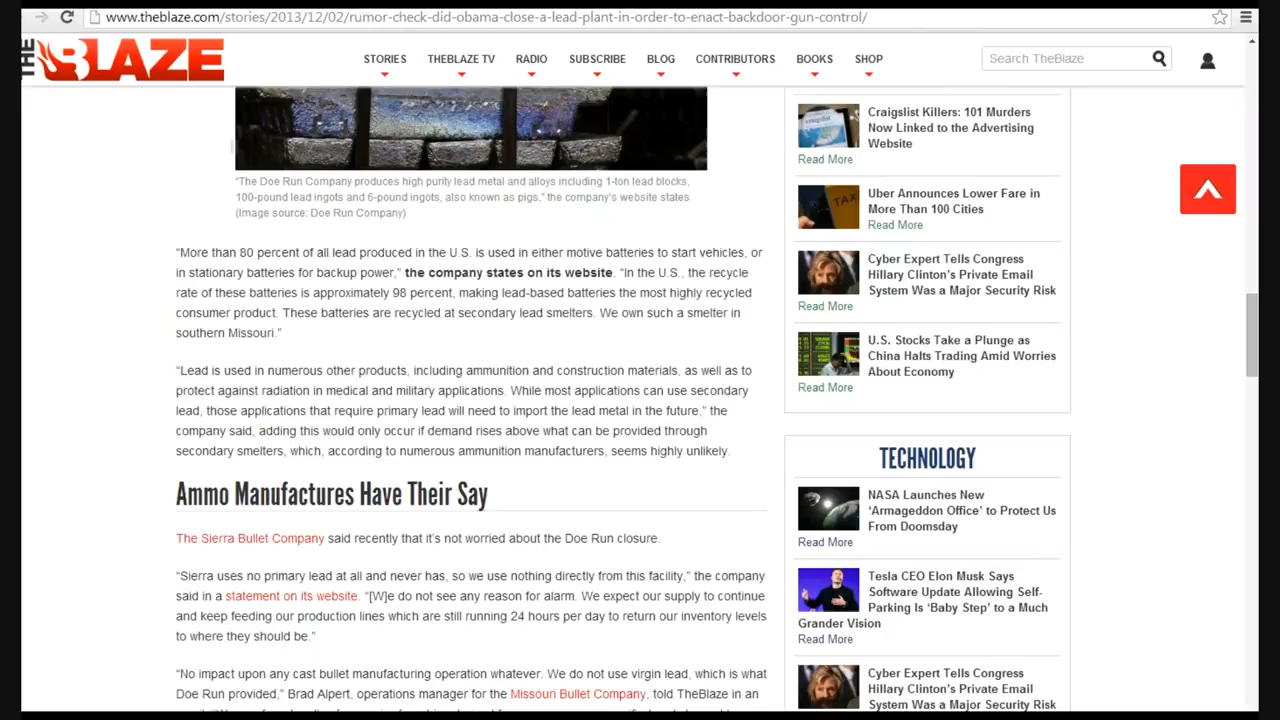 www.theblaze.com/stories/2013/12/02/rumor-check-did-obama-close-a-lead-plant-in-order-to-enact-backdoor-gun-control/
THE BLAZE
STORIES THEBLAZE TV RADIO SUBSCRIBE BLOG CONTRIBUTORS BOOKS SHOP
Search TheBlaze
"The Doe Run Company produces high purity lead metal and alloys including 1-ton lead blocks,
100-pound lead ingots and 6-pound ingots, also known as pigs," the company's website states
(Image source: Doe Run Company)
“More than 80 percent of all lead produced in the U.S. is used in either motive batteries to start vehicles, or
in stationary batteries for backup power,” the company states on its website. “In the U.S., the recycle
rate of these batteries is approximately 98 percent, making lead-based batteries the most highly recycled
consumer product. These batteries are recycled at secondary lead smelters. We own such a smelter in
southern Missouri.”
“Lead is used in numerous other products, including ammunition and construction materials, as well as to
protect against radiation in medical and military applications. While most applications can use secondary
lead, those applications that require primary lead will need to import the lead metal in the future,” the
company said, adding this would only occur if demand rises above what can be provided through
secondary smelters, which, according to numerous ammunition manufacturers, seems highly unlikely.
Ammo Manufactures Have Their Say
The Sierra Bullet Company said recently that it’s not worried about the Doe Run closure.
“Sierra uses no primary lead at all and never has, so we use nothing directly from this facility,” the company
said in a statement on its website. “[W]e do not see any reason for alarm. We expect our supply to continue
and keep feeding our production lines which are still running 24 hours per day to return our inventory levels
to where they should be.”
“No impact upon any cast bullet manufacturing operation whatever. We do not use virgin lead, which is what
Doe Run provided,” Brad Alpert, operations manager for the Missouri Bullet Company, told TheBlaze in an
Craigslist Killers: 101 Murders
Now Linked to the Advertising
Website
Read More
TAXI
Uber Announces Lower Fare in
More Than 100 Cities
Read More
Cyber Expert Tells Congress
Hillary Clinton’s Private Email
System Was a Major Security Risk
Read More
U.S. Stocks Take a Plunge as
China Halts Trading Amid Worries
About Economy
Read More
TECHNOLOGY
NASA Launches New
‘Armageddon Office’ to Protect Us
From Doomsday
Read More
Tesla CEO Elon Musk Says
Software Update Allowing Self-
Parking Is ‘Baby Step’ to a Much
Grander Vision
Read More
Cyber Expert Tells Congress
Hillary Clinton’s Private Email
System Was a Major Security Risk